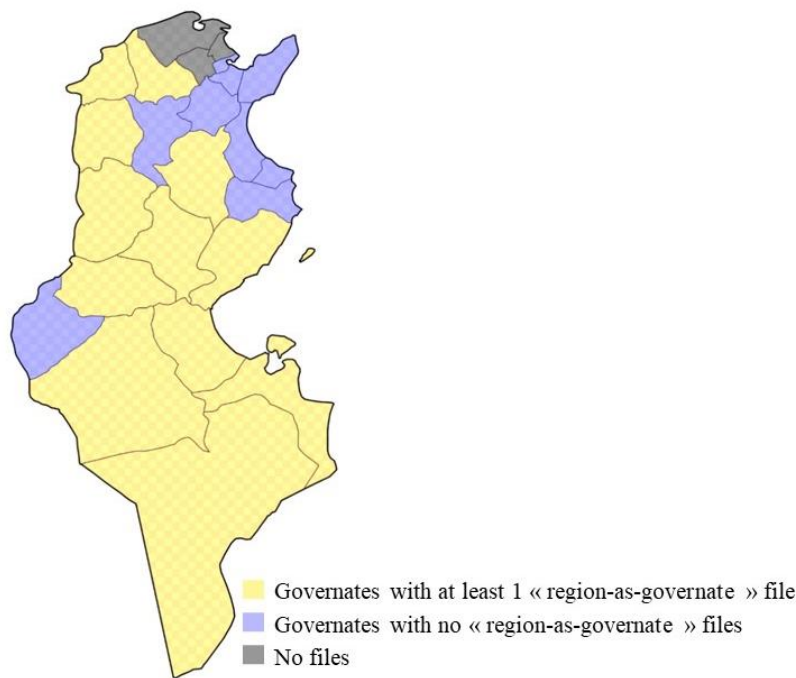 Governates with at least 1 « region-as-governate » file
Governates with no « region-as-governate » files
No files